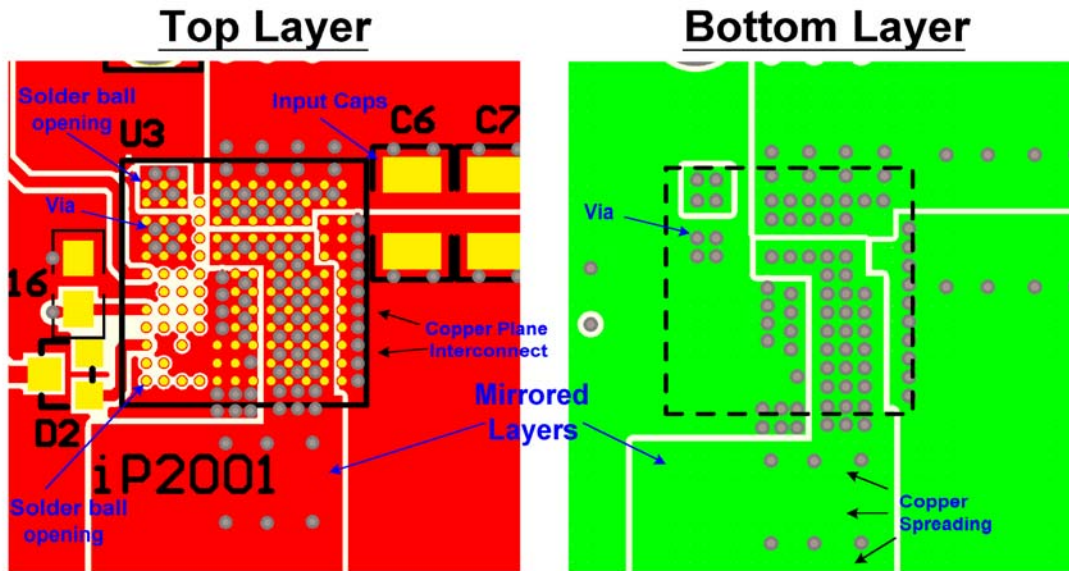 Top Layer
Bottom Layer
Solder ball
opening
Input Caps
C6
C7
U3
Via
Via
16
Copper Plane
Interconnect
Mirrored
Layers
D2
iP2001
Solder ball
opening
Copper
Spreading